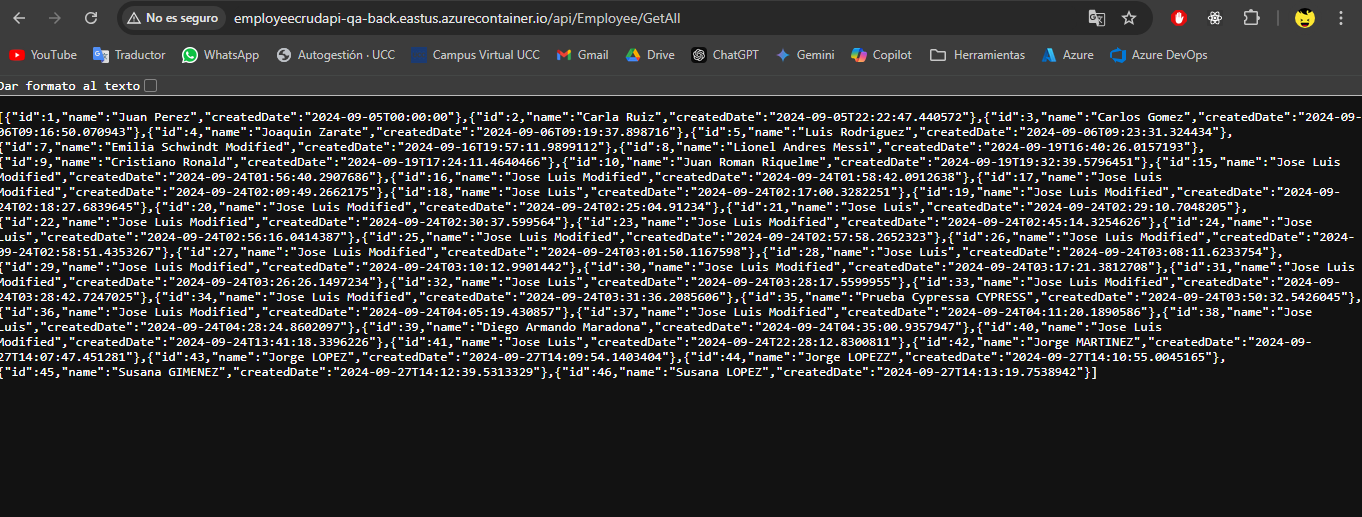 No es seguro employeecrudapi-qa-back.eastus.azurecontainer.io/api/Employee/GetAll
YouTube Traductor WhatsApp Autogestión · UCC Campus Virtual UCC Gmail Drive ChatGPT Gemini Copilot Herramientas Azure Azure DevOps
Dar formato al texto
[{"id":1,"name":"Juan Perez","createdDate":"2024-09-05T00:00:00"},{"id":2,"name":"Carla Ruiz","createdDate":"2024-09-05T22:22:47.440572"},{"id":3,"name":"Carlos Gomez","createdDate":"2024-09-
06T09:16:50.070943"},{"id":4,"name":"Joaquin Zarate","createdDate":"2024-09-06T09:19:37.898716"},{"id":5,"name":"Luis Rodriguez","createdDate":"2024-09-06T09:23:31.324434"},
{"id":7,"name":"Emilia Schwindt Modified","createdDate":"2024-09-16T19:57:11.9899112"},{"id":8,"name":"Lionel Andres Messi","createdDate":"2024-09-19T16:40:26.0157193"},
{"id":9,"name":"Cristiano Ronald","createdDate":"2024-09-19T17:24:11.4640466"},{"id":10,"name":"Juan Roman Riquelme","createdDate":"2024-09-19T19:32:39.5796451"},{"id":15,"name":"Jose Luis
Modified","createdDate":"2024-09-24T01:56:40.2907686"},{"id":16,"name":"Jose Luis Modified","createdDate":"2024-09-24T01:58:42.0912638"},{"id":17,"name":"Jose Luis
Modified","createdDate":"2024-09-24T02:09:49.2662175"},{"id":18,"name":"Jose Luis","createdDate":"2024-09-24T02:17:00.3282251"},{"id":19,"name":"Jose Luis Modified","createdDate":"2024-09-
24T02:18:27.6839645"},{"id":20,"name":"Jose Luis Modified","createdDate":"2024-09-24T02:25:04.91234"},{"id":21,"name":"Jose Luis","createdDate":"2024-09-24T02:29:10.7048205"},
{"id":22,"name":"Jose Luis Modified","createdDate":"2024-09-24T02:30:37.599564"},{"id":23,"name":"Jose Luis Modified","createdDate":"2024-09-24T02:45:14.3254626"},{"id":24,"name":"Jose
Luis","createdDate":"2024-09-24T02:56:16.0414387"},{"id":25,"name":"Jose Luis Modified","createdDate":"2024-09-24T02:57:58.2652323"},{"id":26,"name":"Jose Luis Modified","createdDate":"2024-
09-24T02:58:51.4353267"},{"id":27,"name":"Jose Luis Modified","createdDate":"2024-09-24T03:01:50.1167598"},{"id":28,"name":"Jose Luis","createdDate":"2024-09-24T03:08:11.6233754"},
{"id":29,"name":"Jose Luis Modified","createdDate":"2024-09-24T03:10:12.9901442"},{"id":30,"name":"Jose Luis Modified","createdDate":"2024-09-24T03:17:21.3812708"},{"id":31,"name":"Jose Luis
Modified","createdDate":"2024-09-24T03:26:26.1497234"},{"id":32,"name":"Jose Luis","createdDate":"2024-09-24T03:28:17.5599955"},{"id":33,"name":"Jose Luis Modified","createdDate":"2024-09-
24T03:28:42.7247025"},{"id":34,"name":"Jose Luis Modified","createdDate":"2024-09-24T03:31:36.2085606"},{"id":35,"name":"Prueba Cypressa CYPRESS","createdDate":"2024-09-24T03:50:32.5426045"},
{"id":36,"name":"Jose Luis Modified","createdDate":"2024-09-24T04:05:19.430857"},{"id":37,"name":"Jose Luis Modified","createdDate":"2024-09-24T04:11:20.1890586"},{"id":38,"name":"Jose
Luis","createdDate":"2024-09-24T04:28:24.8602097"},{"id":39,"name":"Diego Armando Maradona","createdDate":"2024-09-24T04:35:00.9357947"},{"id":40,"name":"Jose Luis
Modified","createdDate":"2024-09-24T13:41:18.3396226"},{"id":41,"name":"Jose Luis","createdDate":"2024-09-24T22:28:12.8300811"},{"id":42,"name":"Jorge MARTINEZ","createdDate":"2024-09-
27T14:07:47.451281"},{"id":43,"name":"Jorge LOPEZ","createdDate":"2024-09-27T14:09:54.1403404"},{"id":44,"name":"Jorge LOPEZZ","createdDate":"2024-09-27T14:10:55.0045165"},
{"id":45,"name":"Susana GIMENEZ","createdDate":"2024-09-27T14:12:39.5313329"},{"id":46,"name":"Susana LOPEZ","createdDate":"2024-09-27T14:13:19.7538942"}]